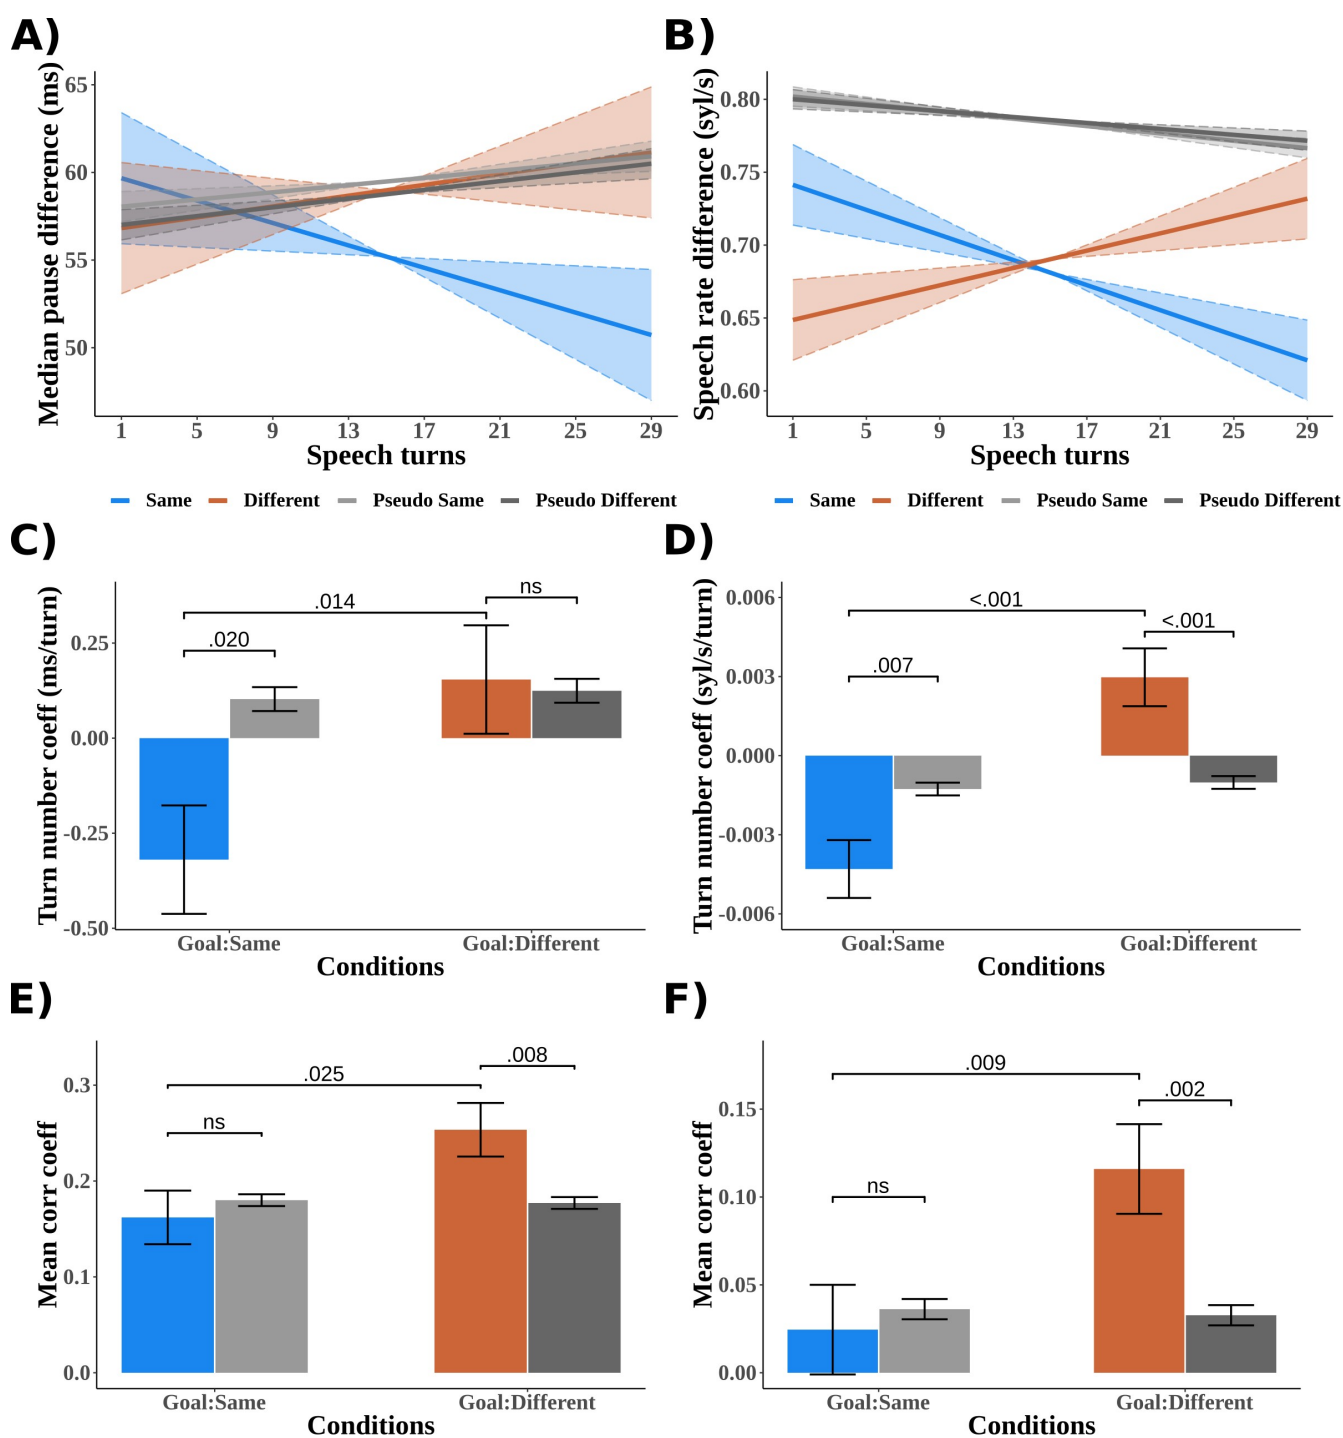 A)
B)
Median pause difference (ms)
65
60
55
50
1 5 9 13 17 21 25 29
Speech turns
Same Different Pseudo Same Pseudo Different
Speech rate difference (syl/s)
0.80
0.75
0.70
0.65
0.60
1 5 9 13 17 21 25 29
Speech turns
Same Different Pseudo Same Pseudo Different
C)
D)
Turn number coeff (ms/turn)
0.25
0.00
-0.25
-0.50
.020
.014
ns
Goal:Same Goal:Different
Conditions
Turn number coeff (syl/s/turn)
0.006
0.003
0.000
-0.003
-0.006
.007
<.001
<.001
Goal:Same Goal:Different
Conditions
E)
F)
Mean corr coeff
0.3
0.2
0.1
0.0
ns
.025
.008
Goal:Same Goal:Different
Conditions
Mean corr coeff
0.15
0.10
0.05
0.00
ns
.009
.002
Goal:Same Goal:Different
Conditions